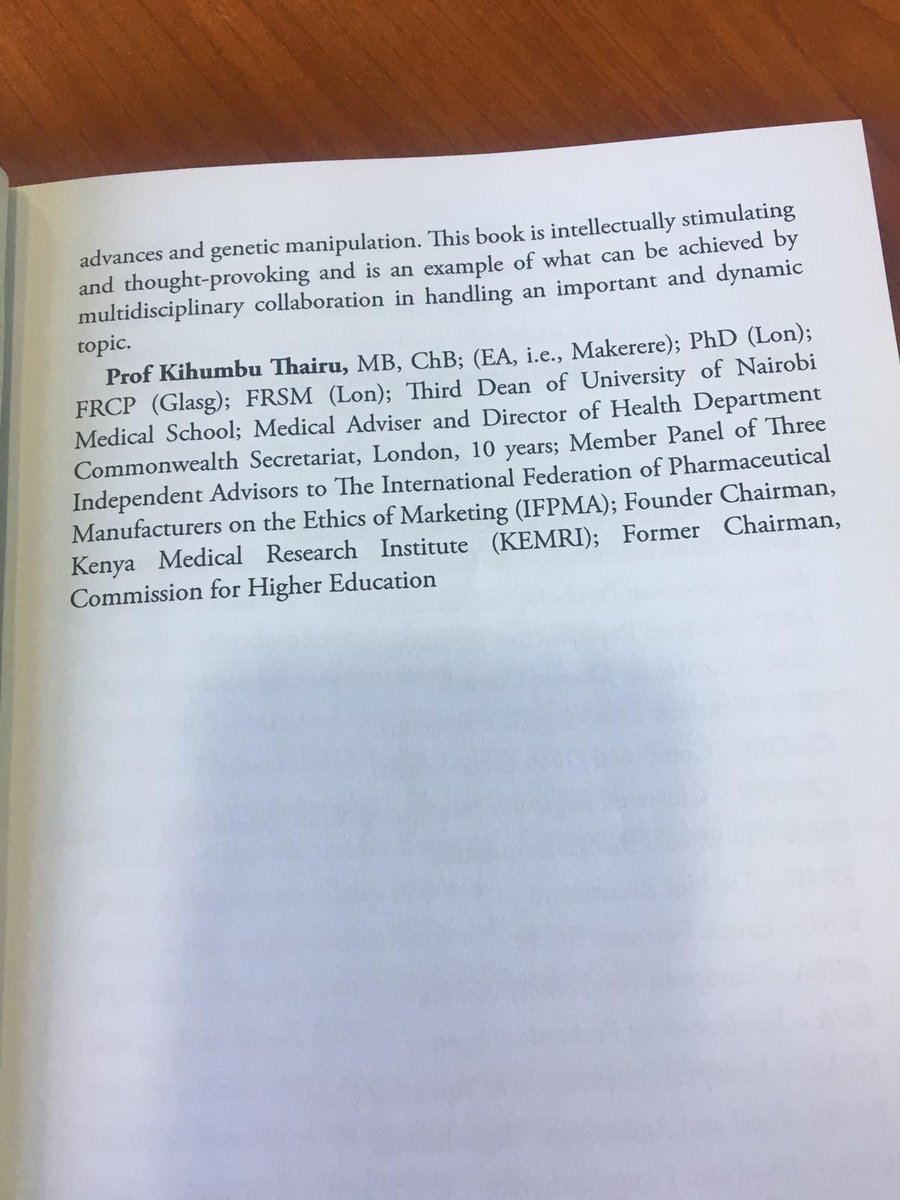 advances and genetic manipulation. This book is intellectually stimulating
and thought-provoking and is an example of what can be achieved by
multidisciplinary collaboration in handling an important and dynamic
topic.
Prof Kihumbu Thairu, MB, ChB; (EA, i.e., Makerere); PhD (Lon);
FRCP (Glasg); FRSM (Lon); Third Dean of University of Nairobi
Medical School; Medical Adviser and Director of Health Department
Commonwealth Secretariat, London, 10 years; Member Panel of Three
Independent Advisors to The International Federation of Pharmaceutical
Manufacturers on the Ethics of Marketing (IFPMA); Founder Chairman,
Kenya Medical Research Institute (KEMRI); Former Chairman,
Commission for Higher Education